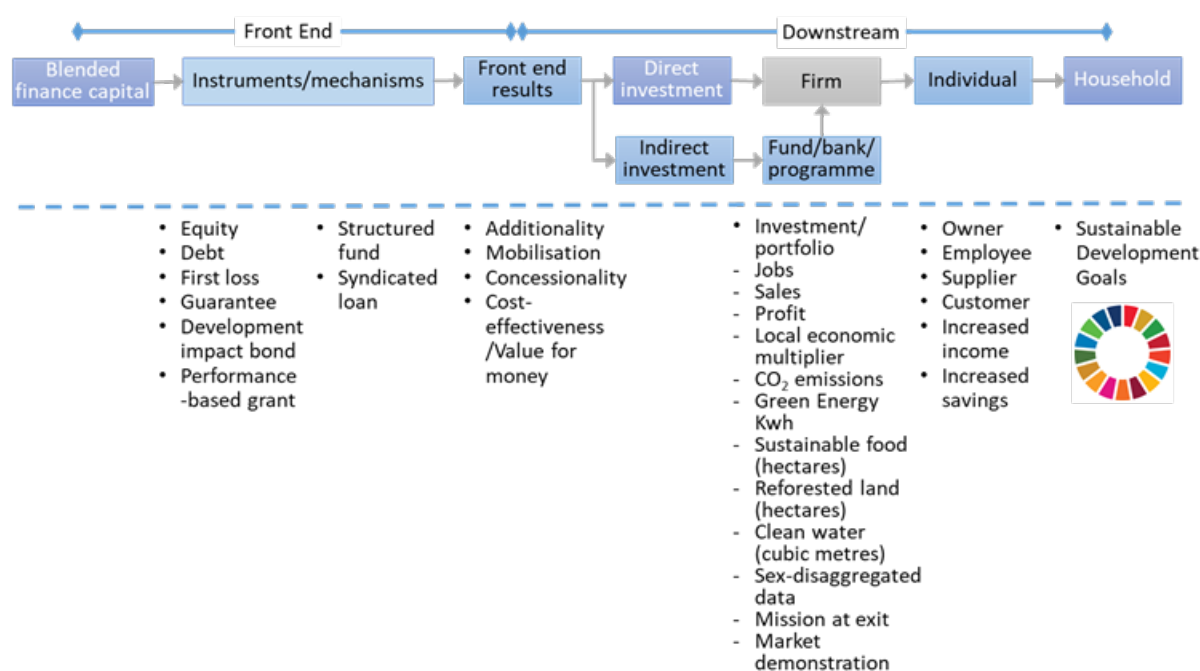 Front End
Downstream
Blended
finance capital
Instruments/mechanisms
Front end
results
Direct
investment
Firm
Individual
Household
Indirect
investment
Fund/bank/
programme
• Equity
• Debt
• First loss
• Guarantee
• Development
impact bond
• Performance
-based grant
• Structured
fund
• Syndicated
loan
• Additionality
• Mobilisation
• Concessionality
• Cost-
effectiveness
/Value for
money
• Investment/
portfolio
- Jobs
- Sales
- Profit
- Local economic
multiplier
- CO₂ emissions
- Green Energy
Kwh
- Sustainable food
(hectares)
- Reforested land
(hectares)
- Clean water
(cubic metres)
- Sex-disaggregated
data
- Mission at exit
- Market
demonstration
• Owner
• Employee
• Supplier
• Customer
• Increased
income
• Increased
savings
• Sustainable
Development
Goals